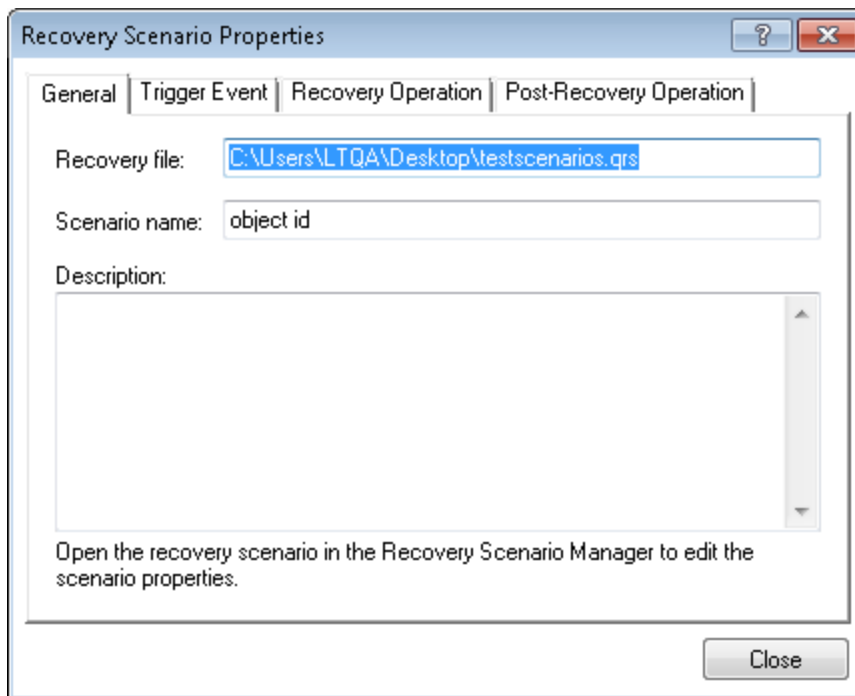 Recovery Scenario Properties
General Trigger Event Recovery Operation Post-Recovery Operation
Recovery file: C:\Users\LTQA\Desktop\testscenarios.qrs
Scenario name: object id
Description:
Open the recovery scenario in the Recovery Scenario Manager to edit the
scenario properties.
Close